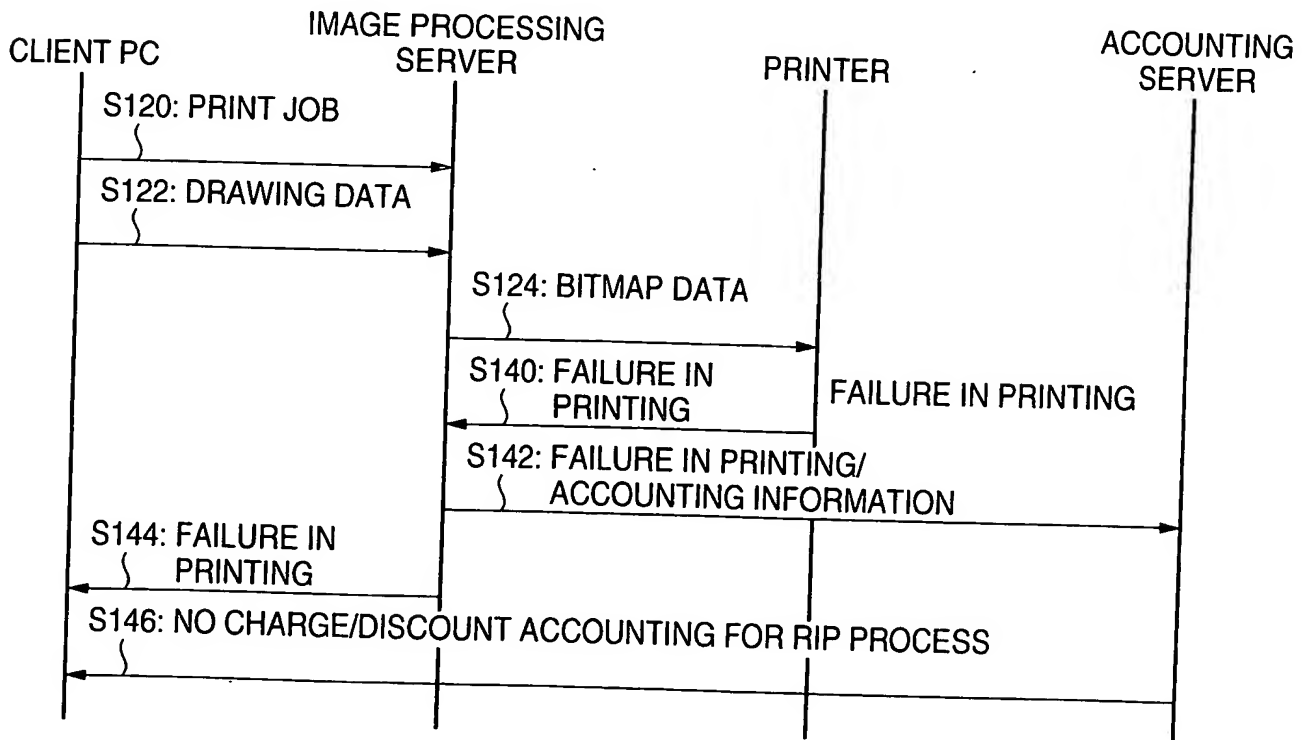 CLIENT PC
IMAGE PROCESSING
SERVER
PRINTER
ACCOUNTING
SERVER
S120: PRINT JOB
S122: DRAWING DATA
S124: BITMAP DATA
S140: FAILURE IN
PRINTING
FAILURE IN PRINTING
S142: FAILURE IN PRINTING/
ACCOUNTING INFORMATION
S144: FAILURE IN
PRINTING
S146: NO CHARGE/DISCOUNT ACCOUNTING FOR RIP PROCESS